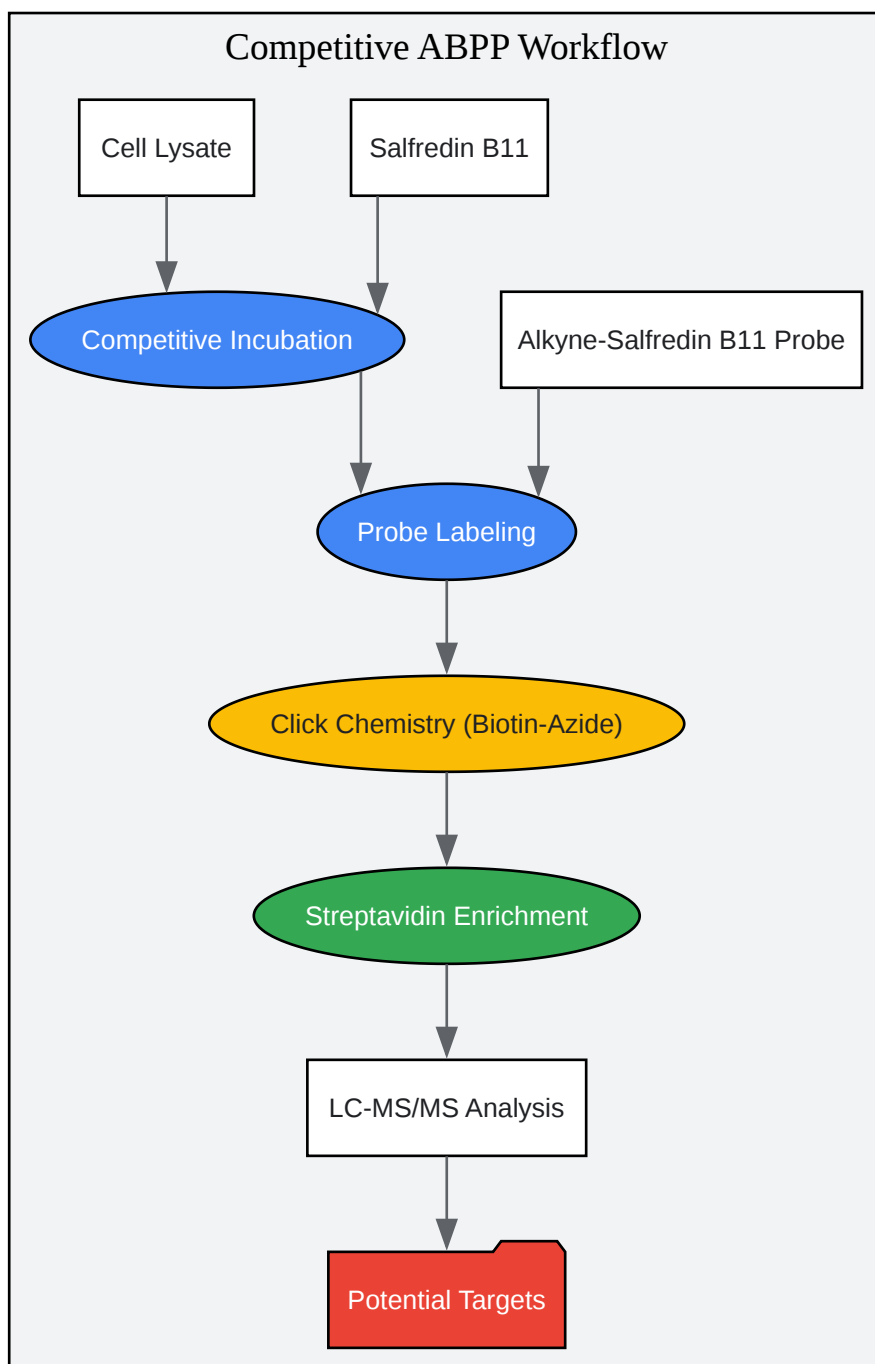 Competitive ABPP Workflow
Cell Lysate
Salfredin B11
Competitive Incubation
Alkyne-Salfredin B11 Probe
Probe Labeling
Click Chemistry (Biotin-Azide)
Streptavidin Enrichment
LC-MS/MS Analysis
Potential Targets